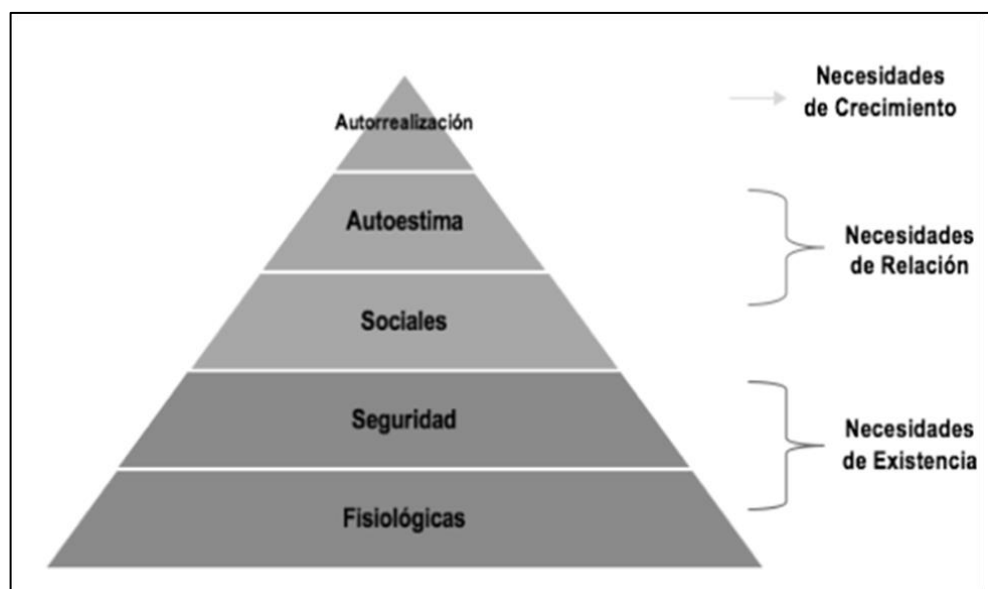 Necesidades
de Crecimiento
Autorrealización
Autoestima
Necesidades
de Relación
Sociales
Seguridad
Necesidades
de Existencia
Fisiológicas